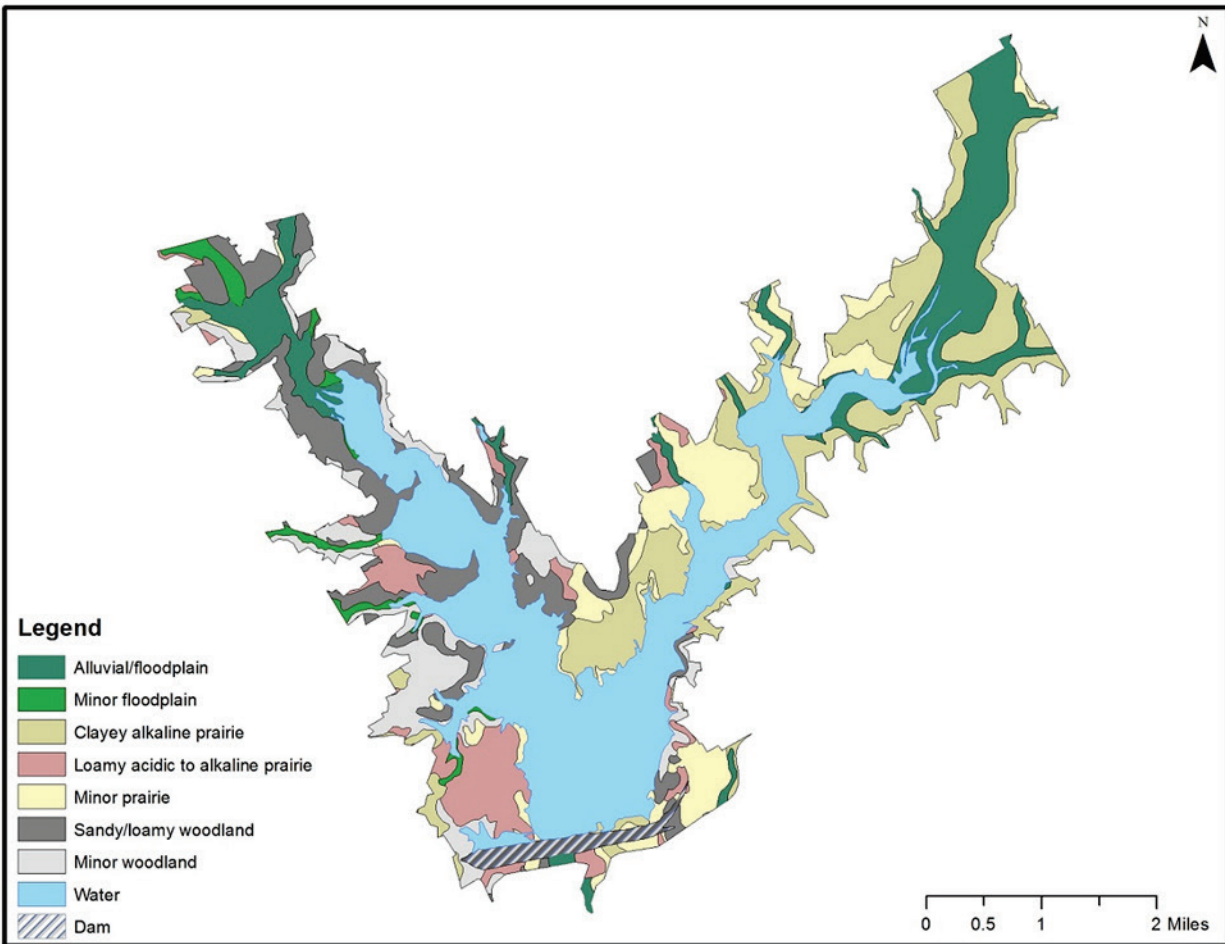 N
Legend
Alluvial/floodplain
Minor floodplain
Clayey alkaline prairie
Loamy acidic to alkaline prairie
Minor prairie
Sandy/loamy woodland
Minor woodland
Water
Dam
0 0.5 1 2 Miles